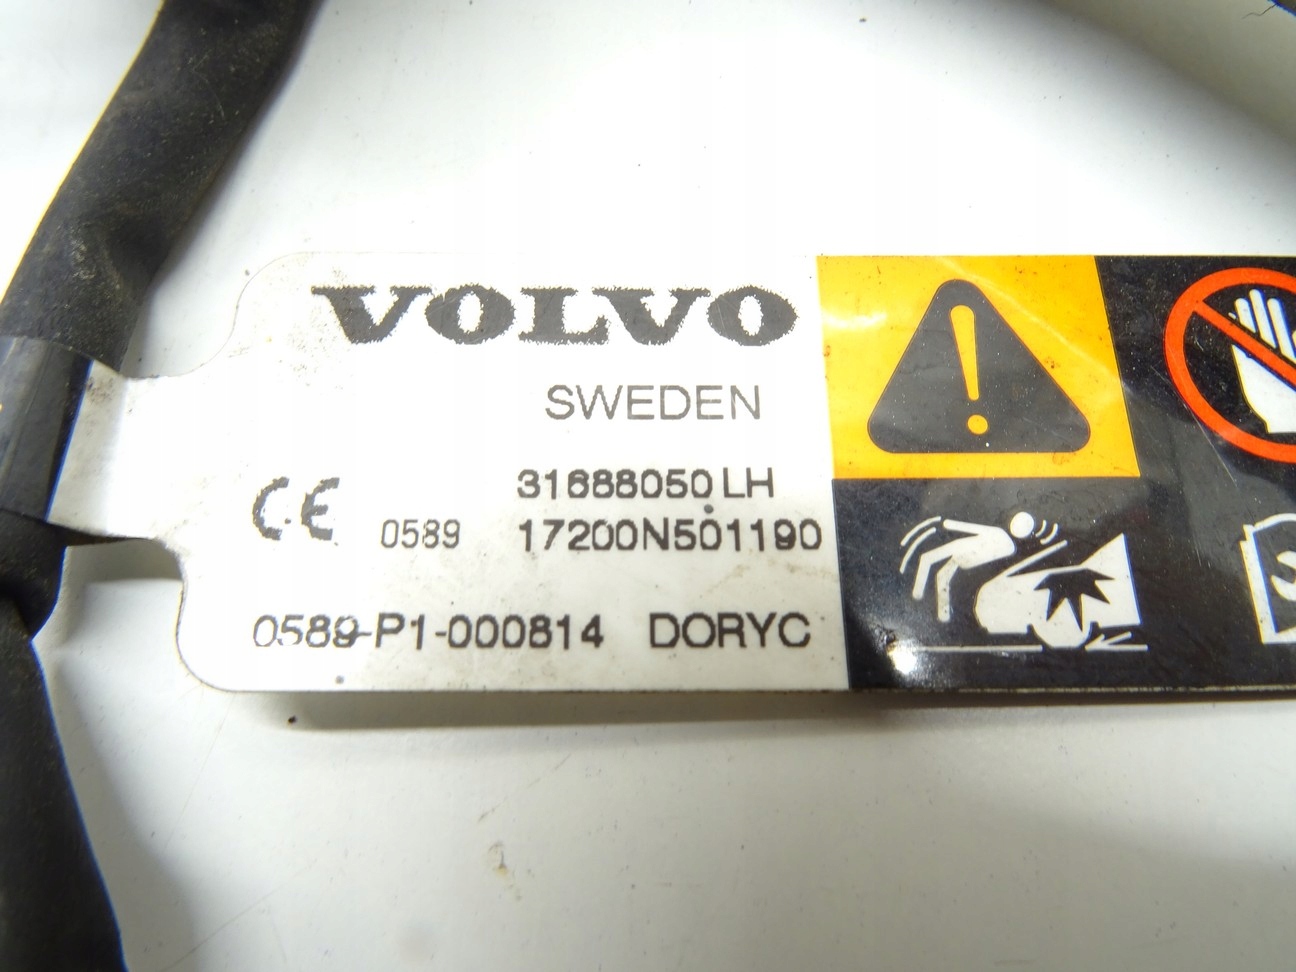 VOLVO
SWEDEN
31688050 LH
CE 0589 17200N501190
0589-P1-000814 DORYC